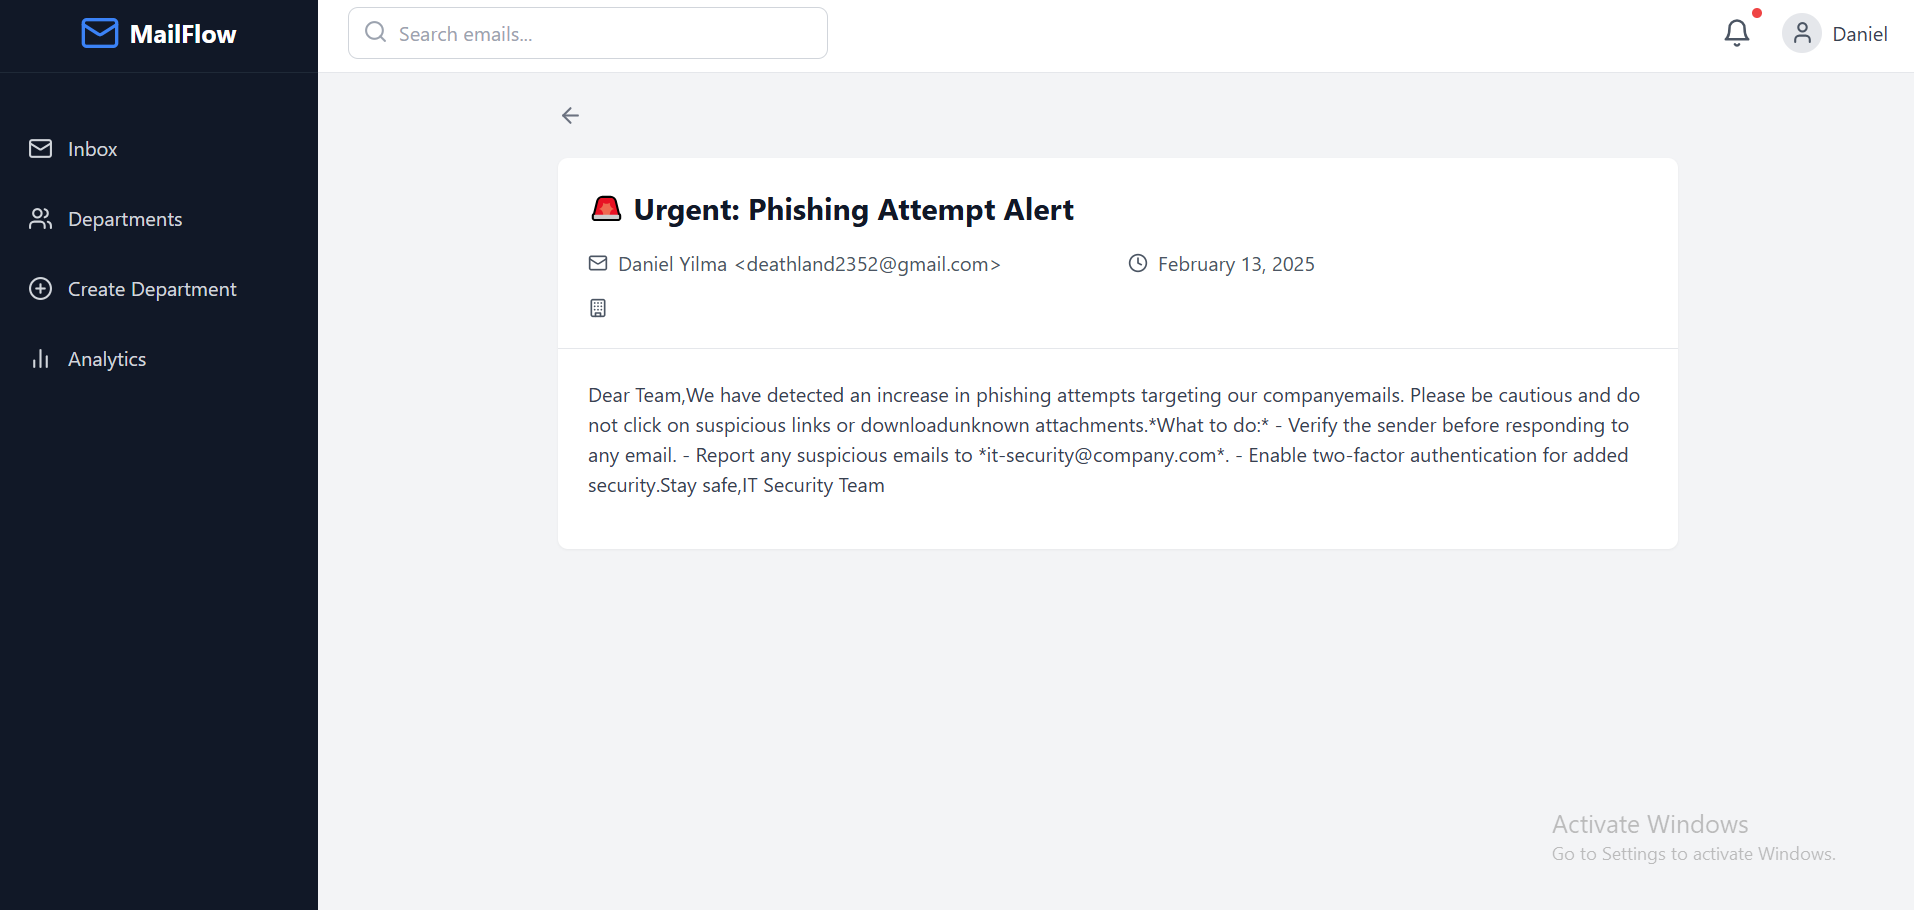 MailFlow
Search emails...
Daniel
Inbox
Departments
Create Department
Analytics
🚨 Urgent: Phishing Attempt Alert
Daniel Yilma <deathland2352@gmail.com>
February 13, 2025
Dear Team,We have detected an increase in phishing attempts targeting our companyemails. Please be cautious and do
not click on suspicious links or downloadunknown attachments.*What to do:* - Verify the sender before responding to
any email. - Report any suspicious emails to *it-security@company.com*. - Enable two-factor authentication for added
security.Stay safe,IT Security Team
Activate Windows
Go to Settings to activate Windows.